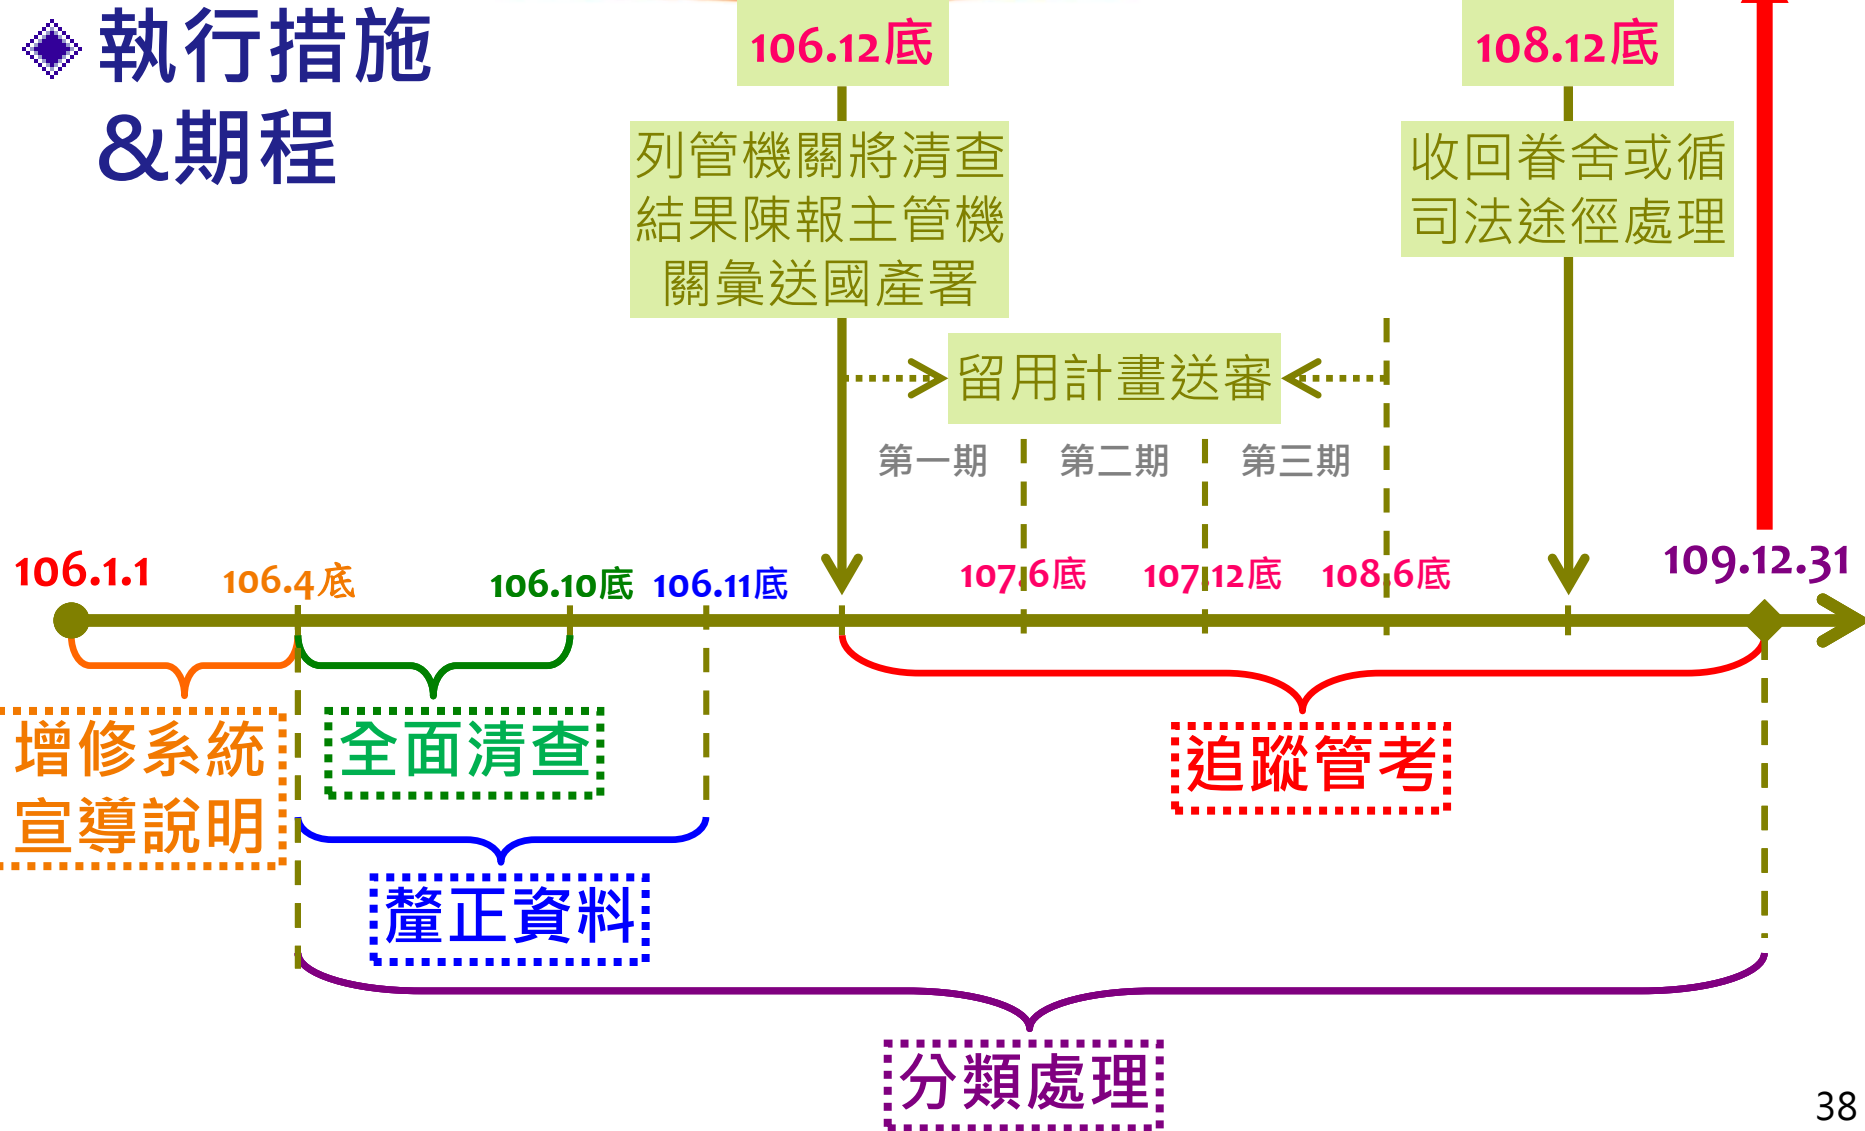 執行措施
&期程
106.12底
108.12底
列管機關將清查
結果陳報主管機
關彙送國產署
收回眷舍或循
司法途徑處理
留用計畫送審
第一期
第二期
第三期
106.1.1
106.4底
106.10底
106.11底
107.6底
107.12底
108.6底
109.12.31
增修系統
宣導說明
全面清查
追蹤管考
釐正資料
分類處理
38